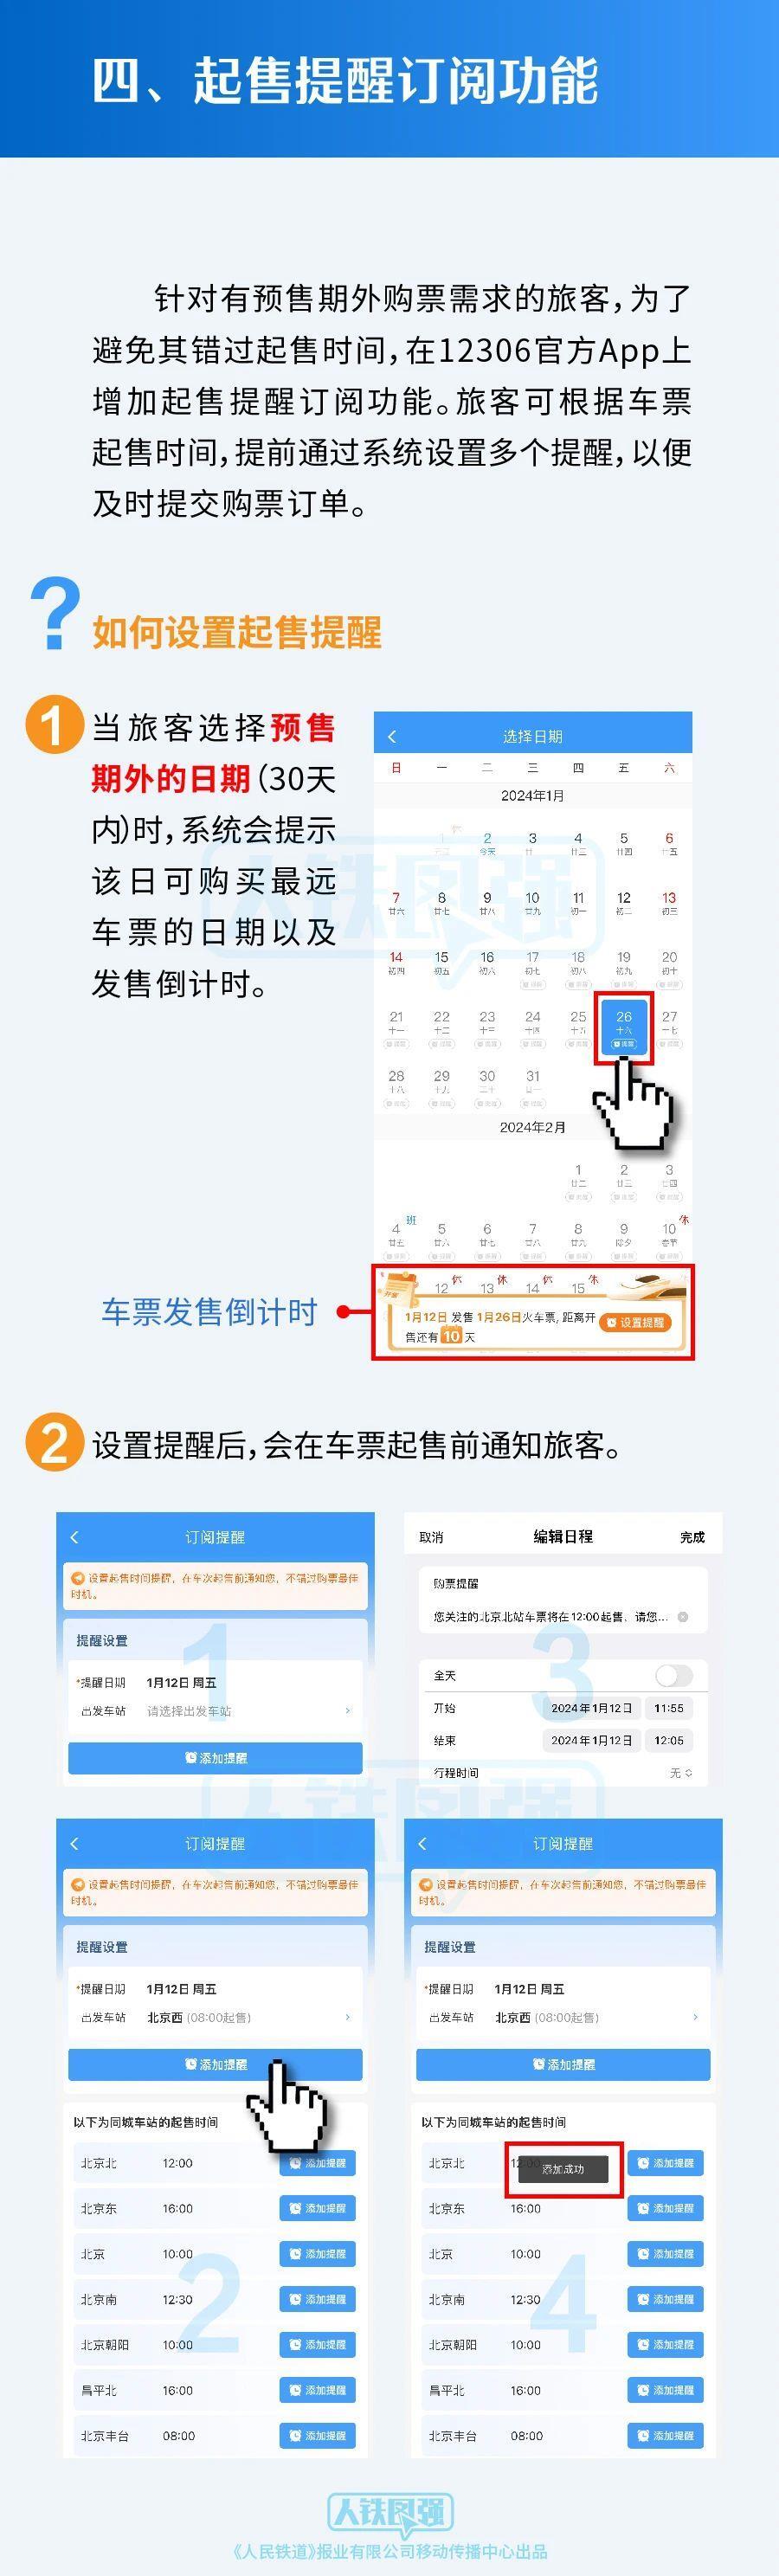 四、起售提醒订阅功能
针对有预售期外购票需求的旅客,为了
避免其错过起售时间,在12306官方App上
增加起售提醒订阅功能。旅客可根据车票
起售时间,提前通过系统设置多个提醒,以便
及时提交购票订单。
?
如何设置起售提醒
1 当旅客选择预售
期外的日期(30天
内)时,系统会提示
该日可购买最远
车票的日期以及
发售倒计时。
选择日期
日 一 二 三 四 五 六
2024年1月
1 2 3 4 5 6
今天 廿 廿三 廿四 廿五
7 8 9 10 11 12 13
廿六 廿七 廿八 廿九 初一 初二 初三
14 15 16 17 18 19 20
初四 初五 初六 初七 初八 初九 初十
21 22 23 24 25 26 27
十一 十二 十三 十四 十五 十六 十七
28 29 30 31
十八 十九 二十 廿一
2024年2月
1 2 3
廿二 廿三 廿四
班 休
4 5 6 7 8 9 10
廿五 廿六 廿七 廿八 廿九 除夕 春节
12 休 13 休 14 休 15 休
1月12日 发售 1月26日火车票, 距离开
售还有 10 天
设置提醒
车票发售倒计时
2 设置提醒后,会在车票起售前通知旅客。
订阅提醒
设置起售时间提醒,在车次起售前通知您,不错过购票最佳
时机。
提醒设置
*提醒日期 1月12日 周五
出发车站 请选择出发车站
添加提醒
1
取消 编辑日程 完成
购票提醒
您关注的北京北站车票将在12:00起售,请您...
全天
开始 2024年1月12日 11:55
结束 2024年1月12日 12:05
行程时间 无
3
订阅提醒
设置起售时间提醒,在车次起售前通知您,不错过购票最佳
时机。
提醒设置
*提醒日期 1月12日 周五
出发车站 北京西 (08:00起售)
添加提醒
以下为同城车站的起售时间
北京北 12:00 添加提醒
北京东 16:00 添加提醒
北京 10:00 添加提醒
北京南 12:30 添加提醒
北京朝阳 10:00 添加提醒
昌平北 16:00 添加提醒
北京丰台 08:00 添加提醒
2
订阅提醒
设置起售时间提醒,在车次起售前通知您,不错过购票最佳
时机。
提醒设置
*提醒日期 1月12日 周五
出发车站 北京西 (08:00起售)
添加提醒
以下为同城车站的起售时间
北京北 添加成功 添加提醒
北京东 16:00 添加提醒
北京 10:00 添加提醒
北京南 12:30 添加提醒
北京朝阳 10:00 添加提醒
昌平北 16:00 添加提醒
北京丰台 08:00 添加提醒
4
人铁图强
《人民铁道》报业有限公司移动传播中心出品